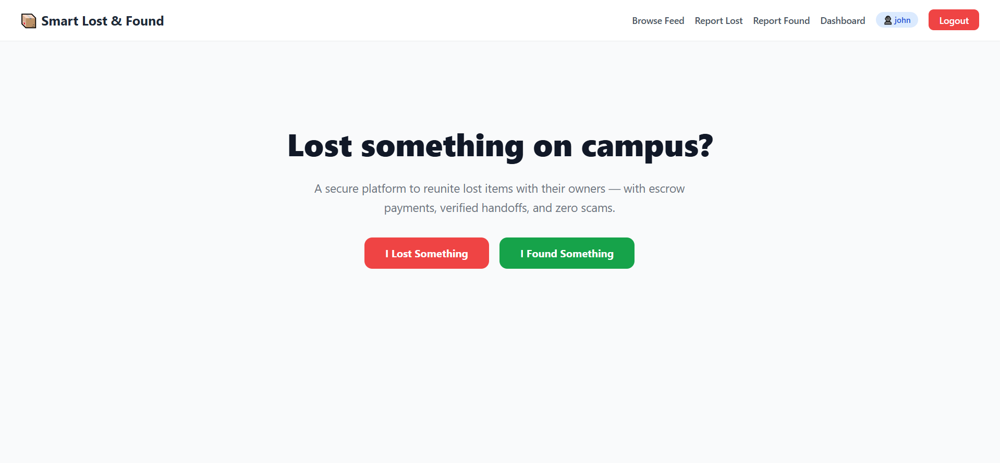 Smart Lost & Found
Browse Feed
Report Lost
Report Found
Dashboard
john
Logout
Lost something on campus?
A secure platform to reunite lost items with their owners — with escrow
payments, verified handoffs, and zero scams.
I Lost Something
I Found Something